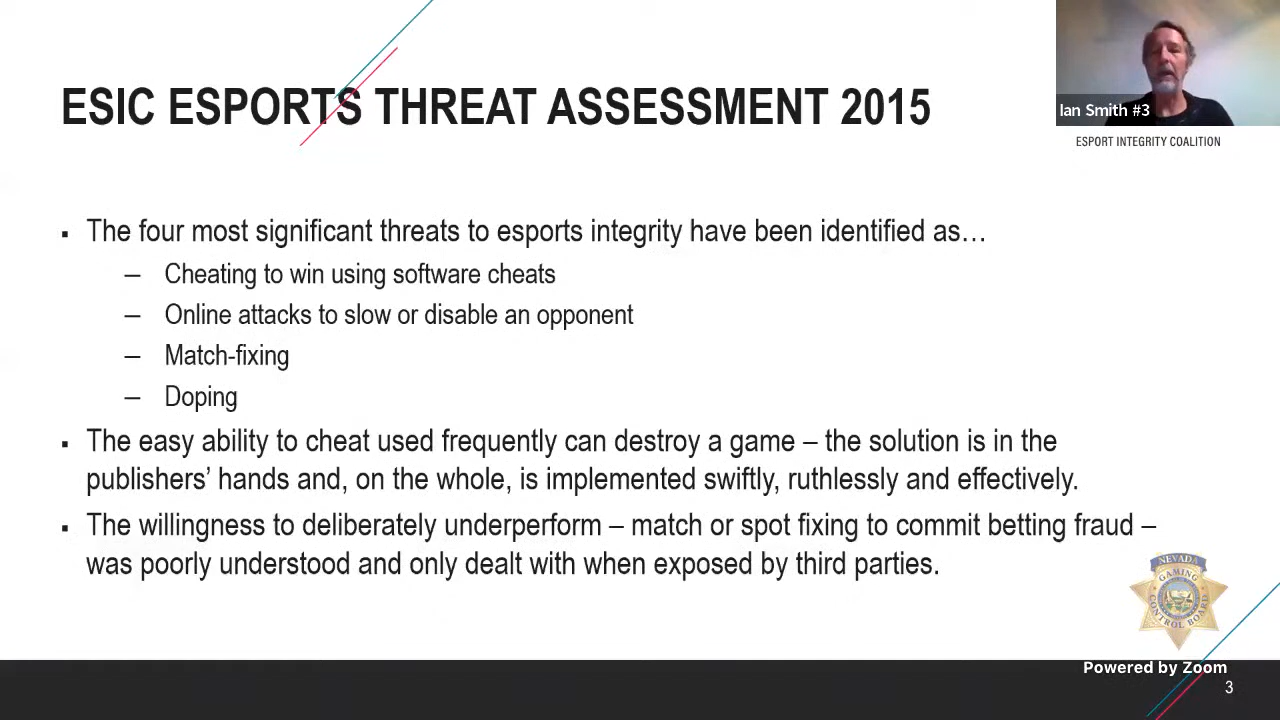 ESIC ESPORTS THREAT ASSESSMENT 2015
Ian Smith #3
ESPORT INTEGRITY COALITION
▪ The four most significant threats to esports integrity have been identified as…
– Cheating to win using software cheats
– Online attacks to slow or disable an opponent
– Match-fixing
– Doping
▪ The easy ability to cheat used frequently can destroy a game – the solution is in the
publishers’ hands and, on the whole, is implemented swiftly, ruthlessly and effectively.
▪ The willingness to deliberately underperform – match or spot fixing to commit betting fraud –
was poorly understood and only dealt with when exposed by third parties.
NEVADA
GAMING
CONTROL BOARD
Powered by Zoom
3